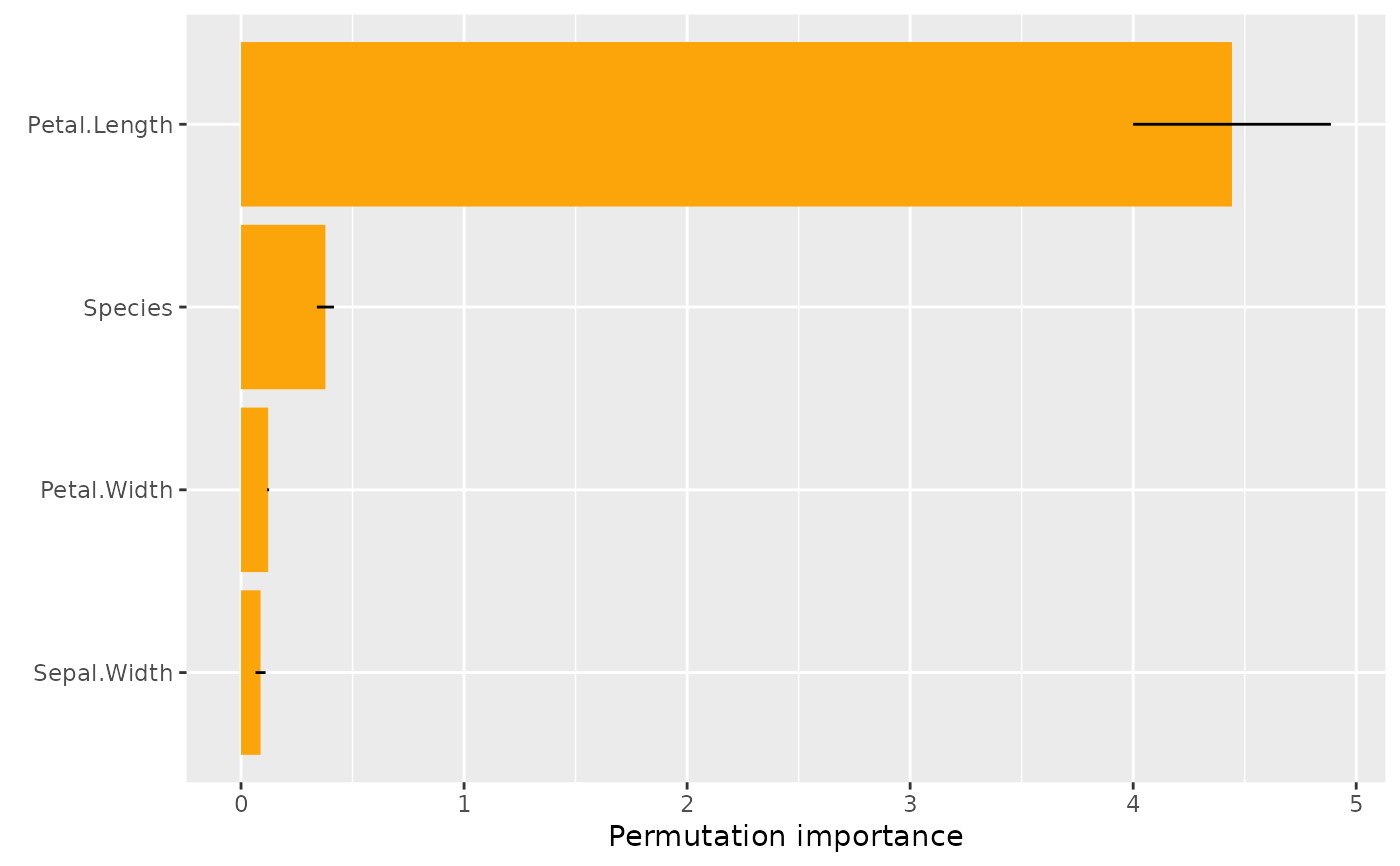 Petal.Length
Species
Petal.Width
Sepal.Width
0 1 2 3 4 5
Permutation importance